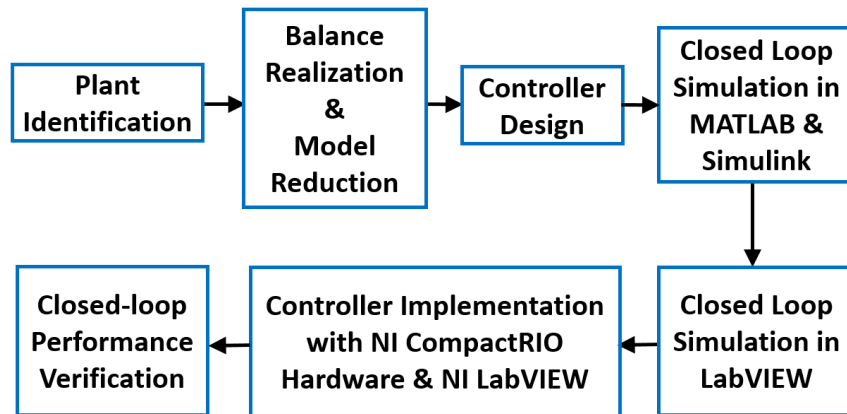 Plant
Identification
Balance
Realization
&
Model
Reduction
Controller
Design
Closed Loop
Simulation in
MATLAB &
Simulink
Closed Loop
Simulation in
LabVIEW
Controller Implementation
with NI CompactRIO
Hardware & NI LabVIEW
Closed-loop
Performance
Verification